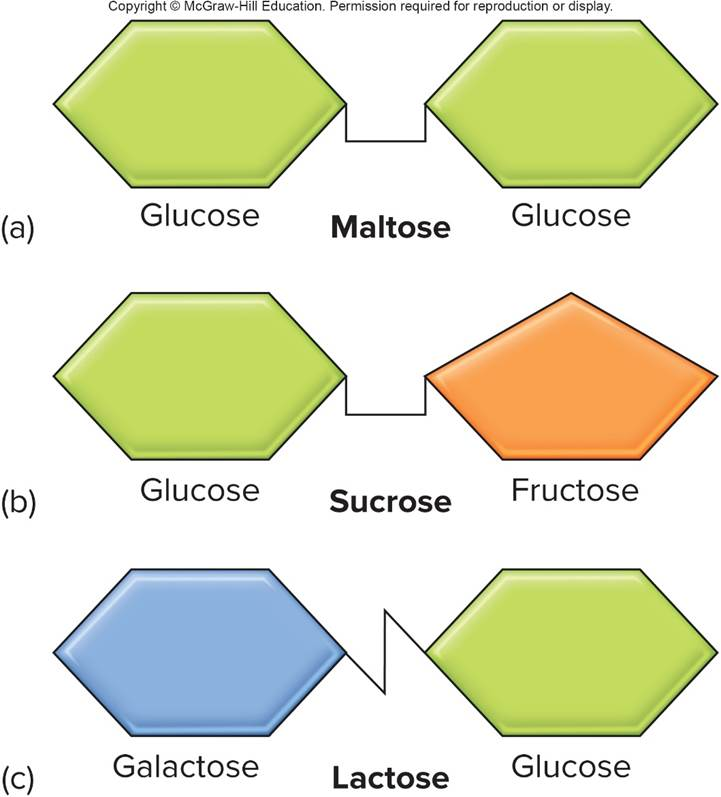 Copyright © McGraw-Hill Education. Permission required for reproduction or display.
Glucose Glucose
(a) Maltose
Glucose Fructose
(b) Sucrose
Galactose Glucose
(c) Lactose